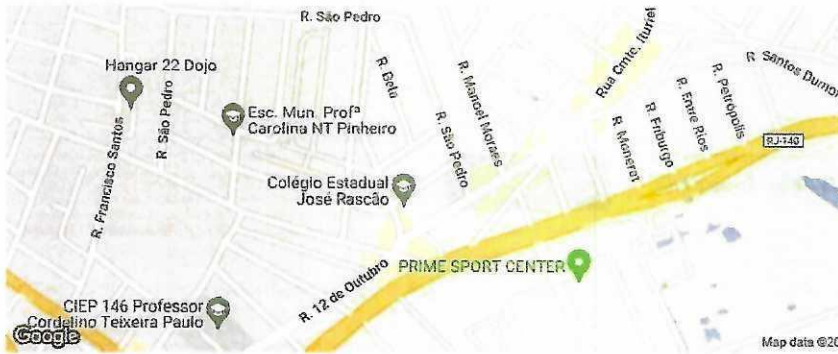 R. São Pedro
Hangar 22 Dojo
R. São Pedro
R. Francisco Santos
Esc. Mun. Profª
Carolina NT Pinheiro
R. Bela
R. São Pedro
R. Manoel Moraes
Rua Cmte. Ituriel
R. Santos Dumo
R. Petrópolis
R. Entre Rios
R. Friburgo
R. Monerat
RJ-140
Colégio Estadual
José Rascão
PRIME SPORT CENTER
R. 12 de Outubro
CIEP 146 Professor
Cordelino Teixeira Paulo
Google
Map data ©20